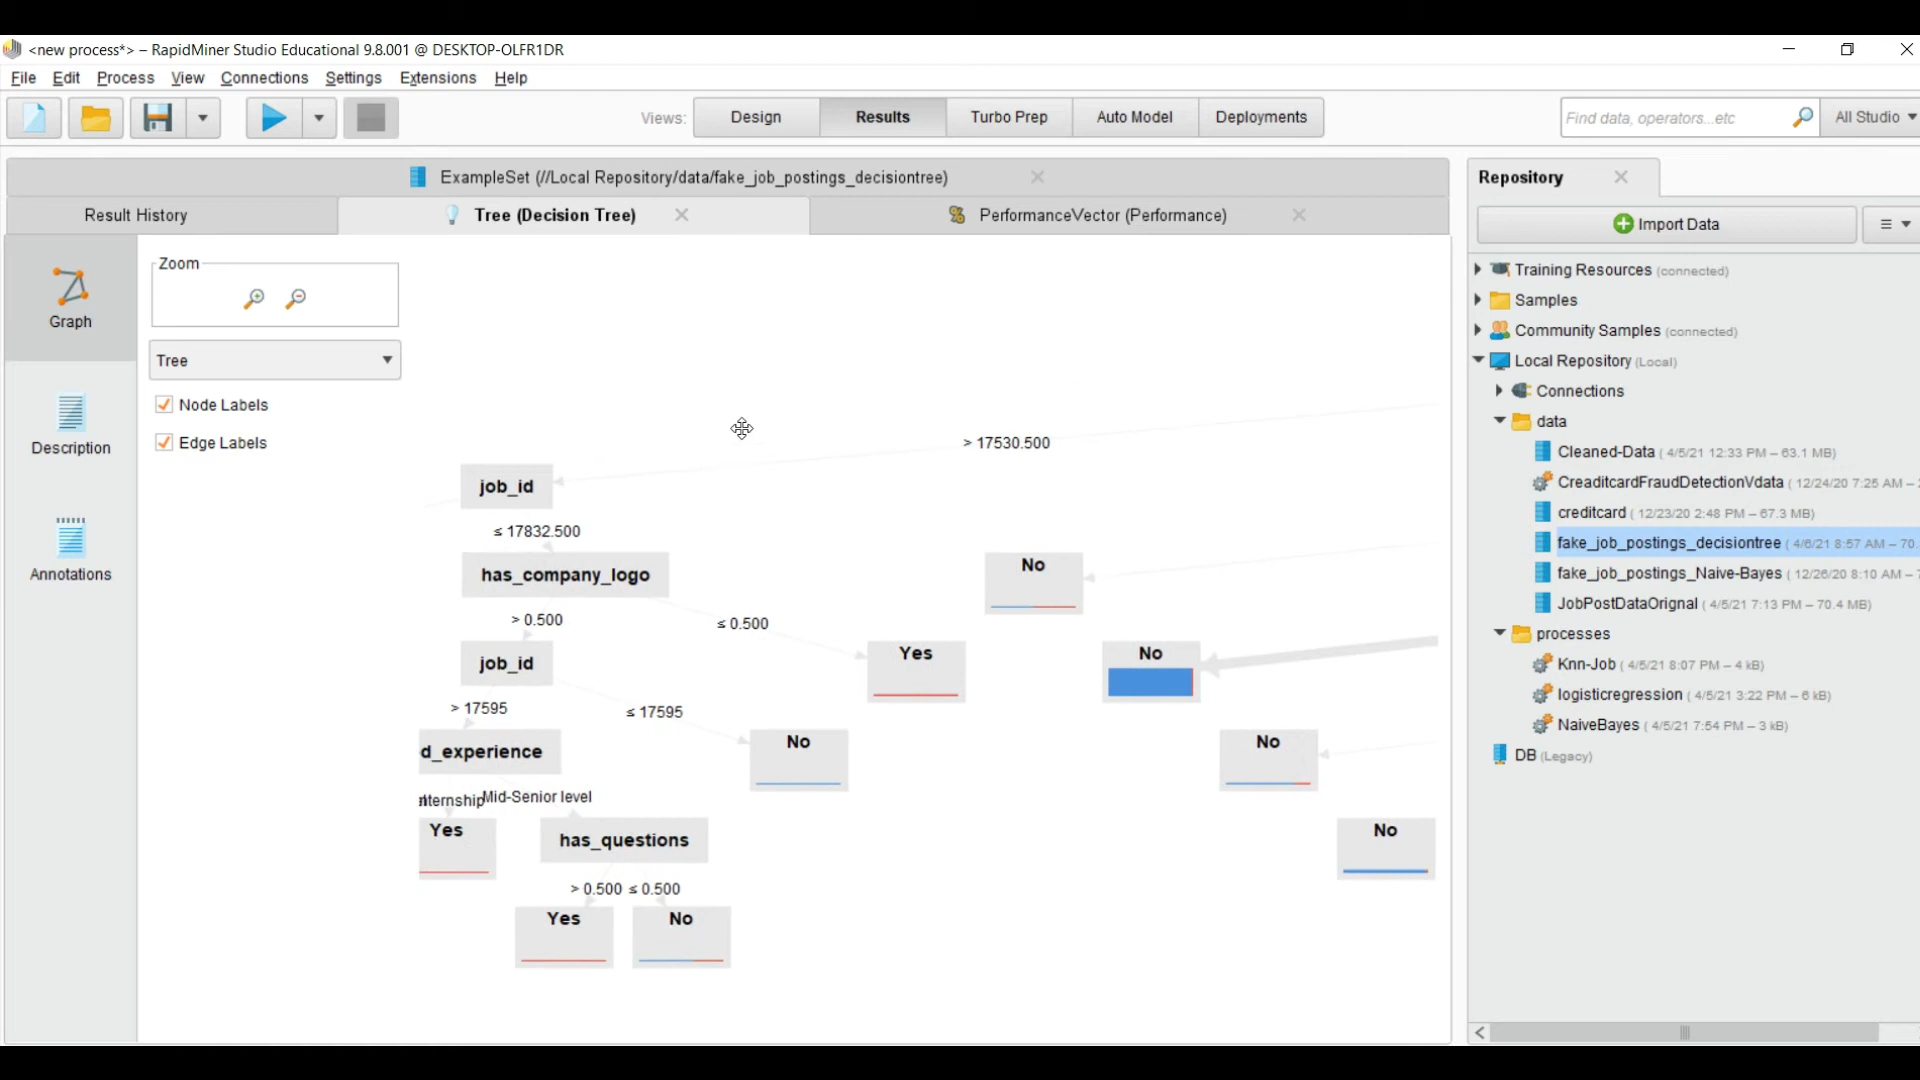 <new process*> – RapidMiner Studio Educational 9.8.001 @ DESKTOP-OLFR1DR
File Edit Process View Connections Settings Extensions Help
Views: Design Results Turbo Prep Auto Model Deployments
Find data, operators...etc
All Studio
ExampleSet (//Local Repository/data/fake_job_postings_decisiontree)
Result History
Tree (Decision Tree)
PerformanceVector (Performance)
Graph
Description
Annotations
Zoom
Tree
Node Labels
Edge Labels
> 17530.500
job_id
≤ 17832.500
has_company_logo
No
> 0.500
≤ 0.500
job_id
Yes
No
> 17595
≤ 17595
d_experience
No
No
nternship
Mid-Senior level
Yes
has_questions
No
> 0.500
≤ 0.500
Yes
No
Repository
Import Data
Training Resources (connected)
Samples
Community Samples (connected)
Local Repository (Local)
Connections
data
Cleaned-Data ( 4/5/21 12:33 PM – 63.1 MB)
CreaditcardFraudDetectionVdata ( 12/24/20 7:25 AM –
creditcard ( 12/23/20 2:48 PM – 67.3 MB)
fake_job_postings_decisiontree ( 4/6/21 8:57 AM – 70.
fake_job_postings_Naive-Bayes ( 12/26/20 8:10 AM –
JobPostDataOrignal ( 4/5/21 7:13 PM – 70.4 MB)
processes
Knn-Job ( 4/5/21 8:07 PM – 4 kB)
logisticregression ( 4/5/21 3:22 PM – 6 kB)
NaiveBayes ( 4/5/21 7:54 PM – 3 kB)
DB (Legacy)